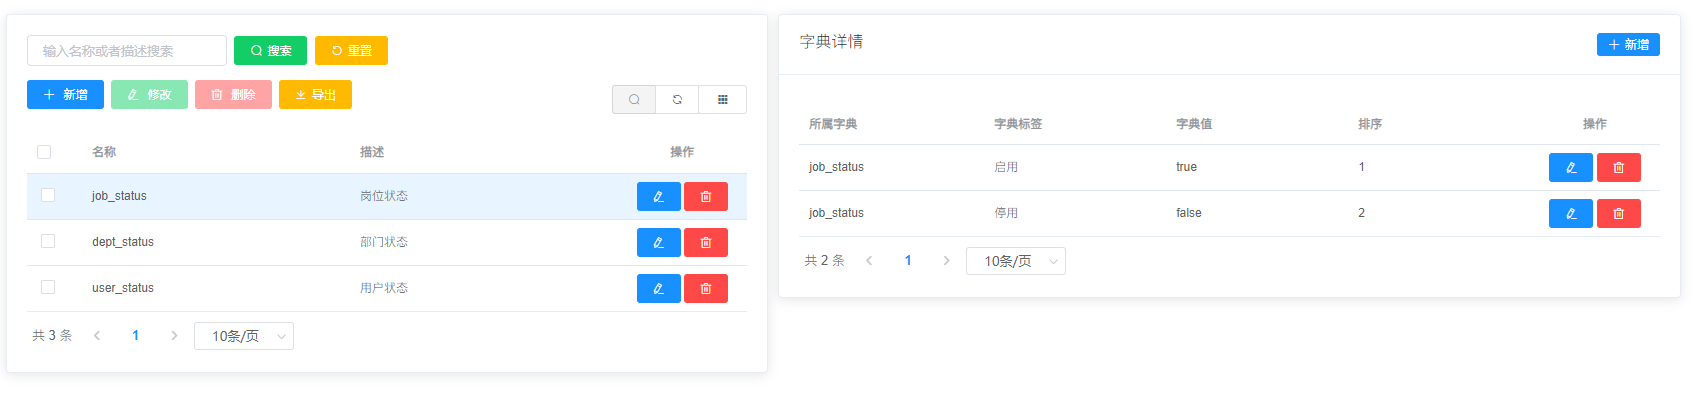 输入名称或者描述搜索 搜索 重置
新增 修改 删除 导出
名称 描述 操作
job_status 岗位状态
dept_status 部门状态
user_status 用户状态
共 3 条 1 10条/页
字典详情 新增
所属字典 字典标签 字典值 排序 操作
job_status 启用 true 1
job_status 停用 false 2
共 2 条 1 10条/页